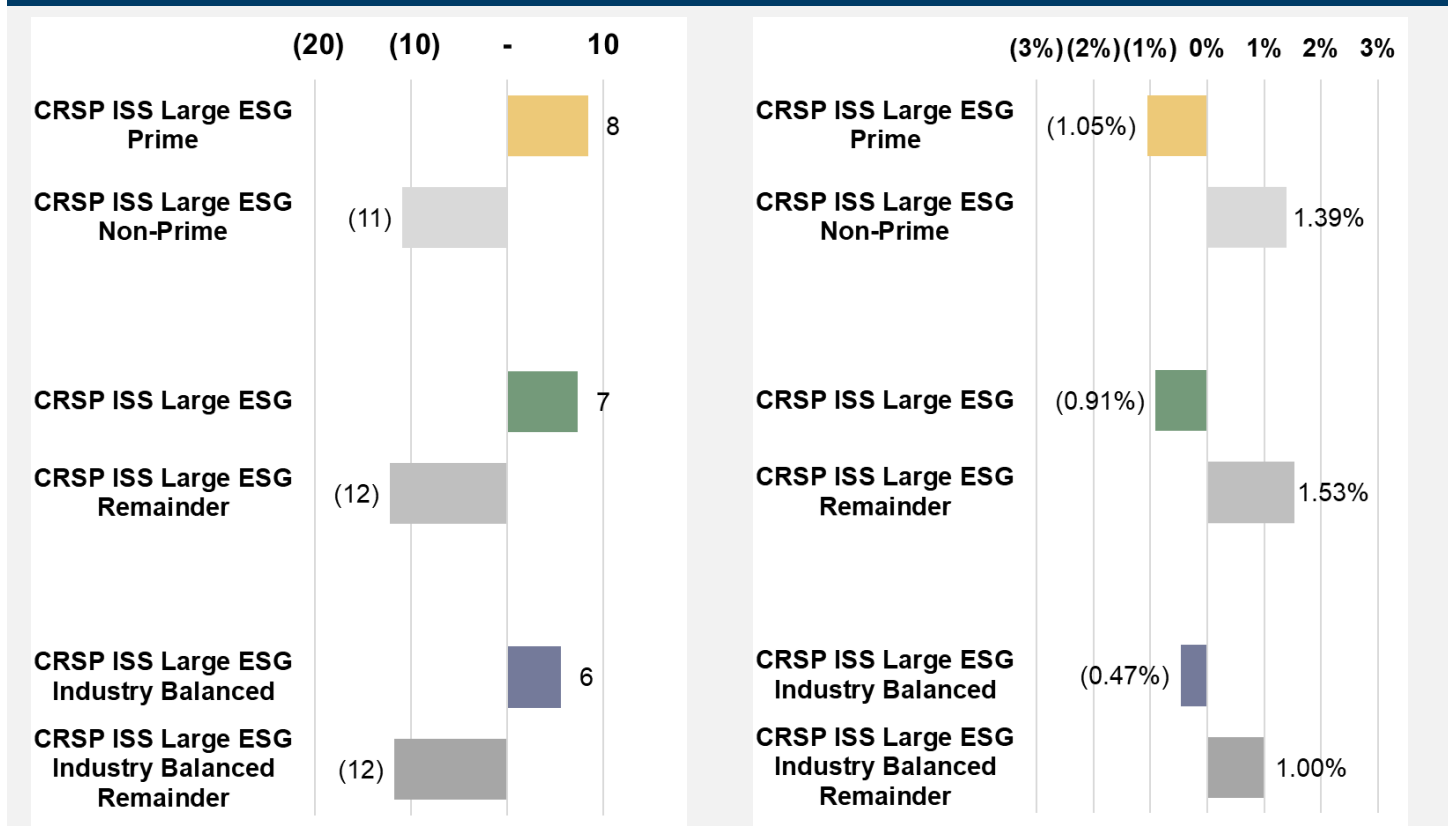 (20) (10) - 10
CRSP ISS Large ESG
Prime
8
CRSP ISS Large ESG
Non-Prime
(11)
CRSP ISS Large ESG
7
CRSP ISS Large ESG
Remainder
(12)
CRSP ISS Large ESG
Industry Balanced
6
CRSP ISS Large ESG
Industry Balanced
Remainder
(12)
(3%) (2%) (1%) 0% 1% 2% 3%
CRSP ISS Large ESG
Prime
(1.05%)
CRSP ISS Large ESG
Non-Prime
1.39%
CRSP ISS Large ESG
(0.91%)
CRSP ISS Large ESG
Remainder
1.53%
CRSP ISS Large ESG
Industry Balanced
(0.47%)
CRSP ISS Large ESG
Industry Balanced
Remainder
1.00%